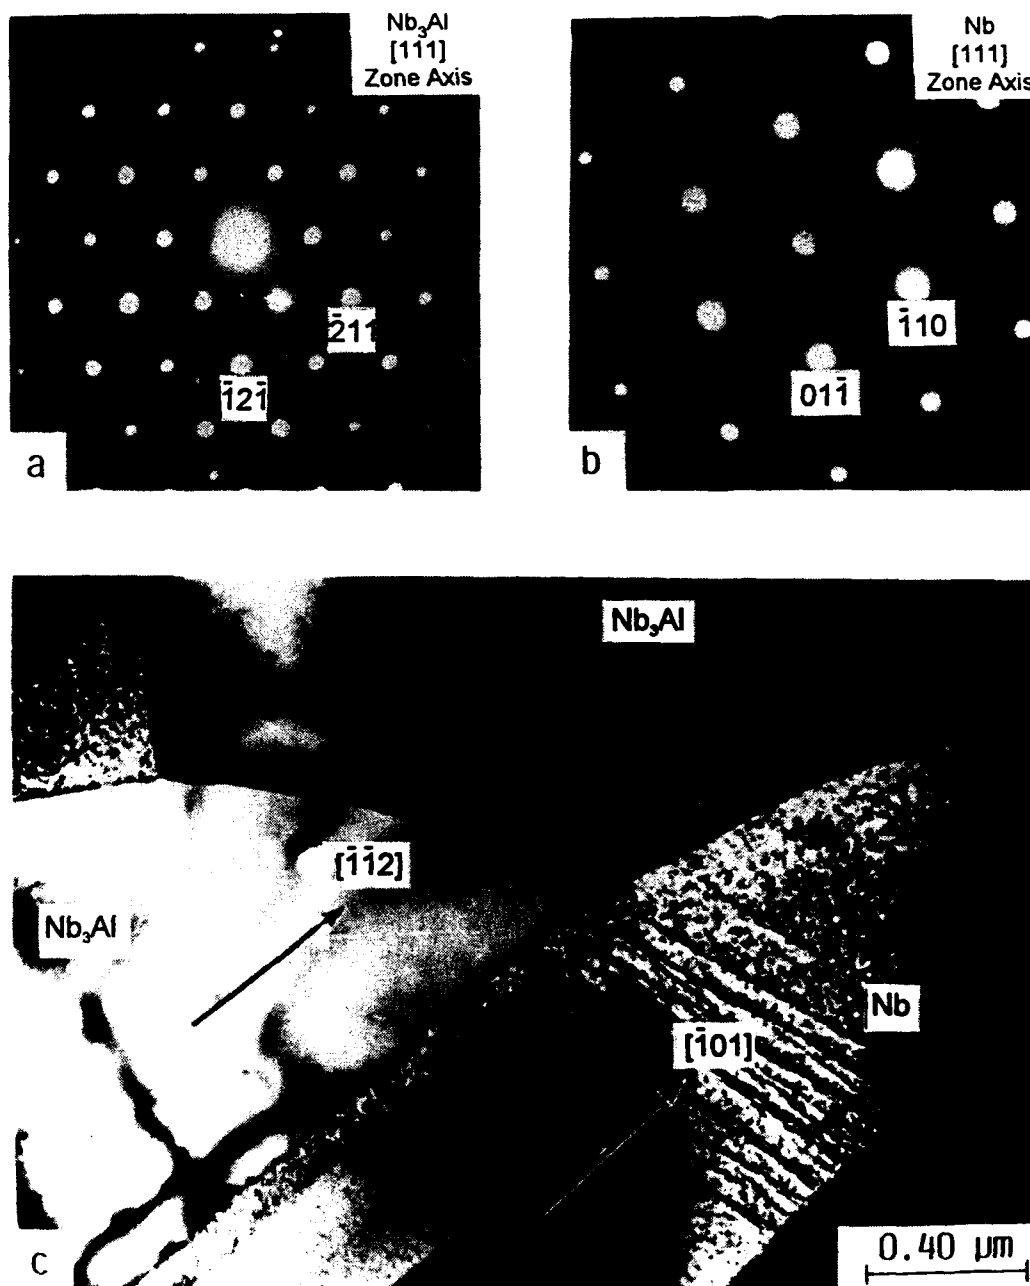 Nb₃Al
[111]
Zone Axis
Nb
[111]
Zone Axis
2̄11
1̄21̄
a
1̄10
011̄
b
Nb₃Al
[1̄1̄2]
Nb₃Al
Nb
[1̄01]
c
0.40 μm